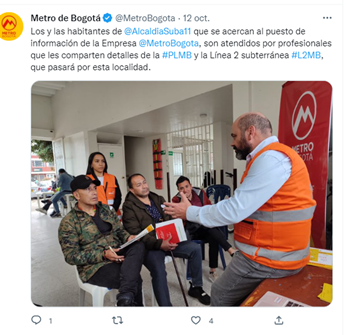 METRO
Metro de Bogotá @MetroBogota · 12 oct.
Los y las habitantes de @AlcaldiaSuba11 que se acercan al puesto de
información de la Empresa @MetroBogota, son atendidos por profesionales
que les comparten detalles de la #PLMB y la Línea 2 subterránea #L2MB,
que pasará por esta localidad.
METRO
BOGOTA
1
4